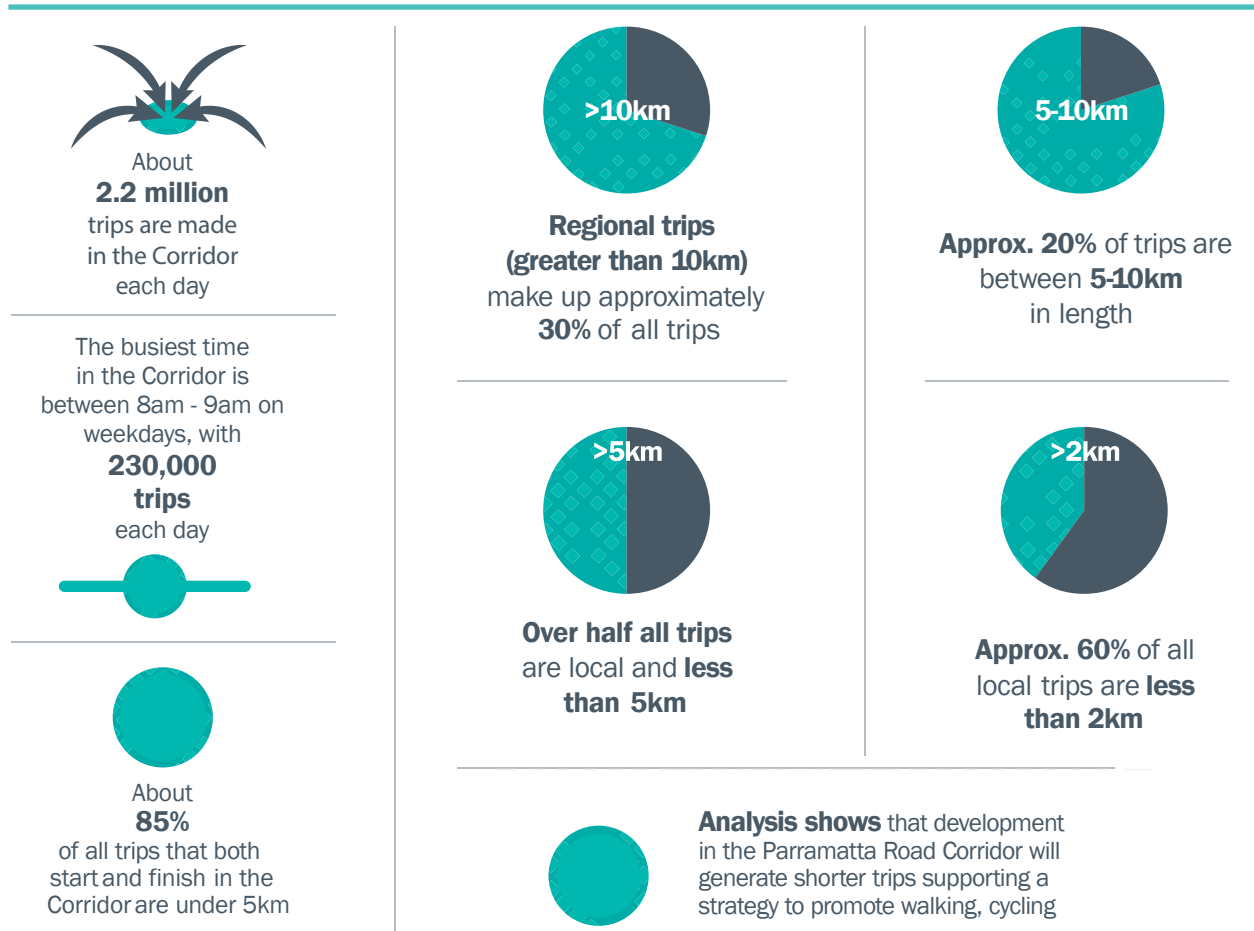 About
2.2 million
trips are made
in the Corridor
each day
The busiest time
in the Corridor is
between 8am - 9am on
weekdays, with
230,000
trips
each day
About
85%
of all trips that both
start and finish in the
Corridor are under 5km
>10km
Regional trips
(greater than 10km)
make up approximately
30% of all trips
5-10km
Approx. 20% of trips are
between 5-10km
in length
>5km
Over half all trips
are local and less
than 5km
>2km
Approx. 60% of all
local trips are less
than 2km
Analysis shows that development
in the Parramatta Road Corridor will
generate shorter trips supporting a
strategy to promote walking, cycling